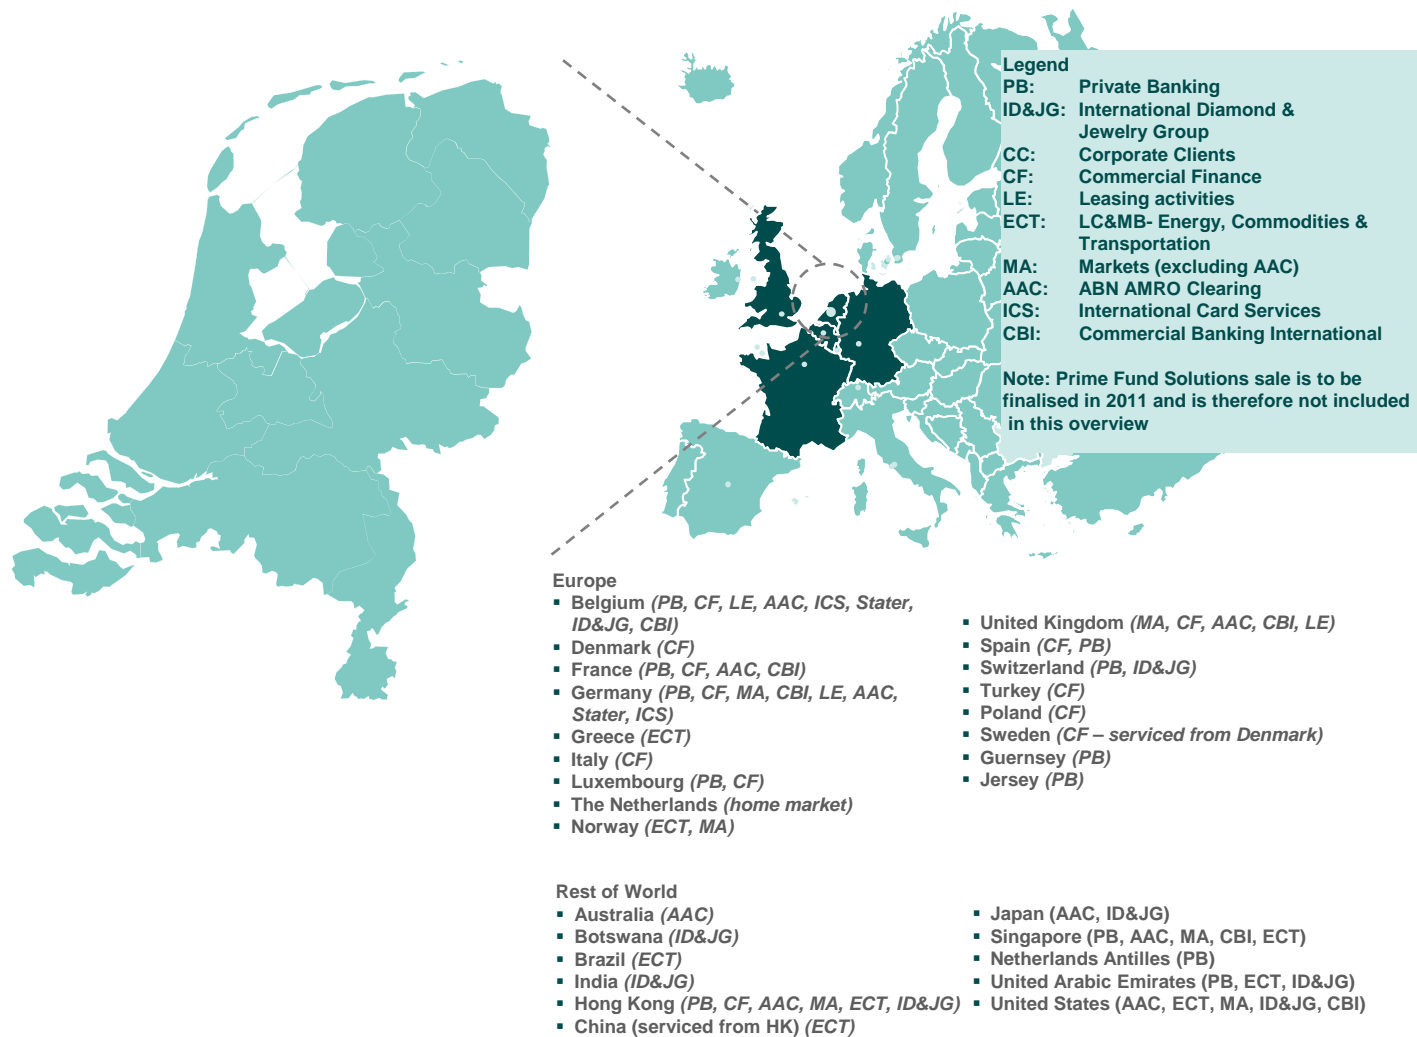 Legend
PB: Private Banking
ID&JG: International Diamond &
Jewelry Group
CC: Corporate Clients
CF: Commercial Finance
LE: Leasing activities
ECT: LC&MB- Energy, Commodities &
Transportation
MA: Markets (excluding AAC)
AAC: ABN AMRO Clearing
ICS: International Card Services
CBI: Commercial Banking International
Note: Prime Fund Solutions sale is to be
finalised in 2011 and is therefore not included
in this overview
Europe
▪ Belgium (PB, CF, LE, AAC, ICS, Stater,
ID&JG, CBI)
▪ Denmark (CF)
▪ France (PB, CF, AAC, CBI)
▪ Germany (PB, CF, MA, CBI, LE, AAC,
Stater, ICS)
▪ Greece (ECT)
▪ Italy (CF)
▪ Luxembourg (PB, CF)
▪ The Netherlands (home market)
▪ Norway (ECT, MA)
▪ United Kingdom (MA, CF, AAC, CBI, LE)
▪ Spain (CF, PB)
▪ Switzerland (PB, ID&JG)
▪ Turkey (CF)
▪ Poland (CF)
▪ Sweden (CF – serviced from Denmark)
▪ Guernsey (PB)
▪ Jersey (PB)
Rest of World
▪ Australia (AAC)
▪ Botswana (ID&JG)
▪ Brazil (ECT)
▪ India (ID&JG)
▪ Hong Kong (PB, CF, AAC, MA, ECT, ID&JG)
▪ China (serviced from HK) (ECT)
▪ Japan (AAC, ID&JG)
▪ Singapore (PB, AAC, MA, CBI, ECT)
▪ Netherlands Antilles (PB)
▪ United Arabic Emirates (PB, ECT, ID&JG)
▪ United States (AAC, ECT, MA, ID&JG, CBI)